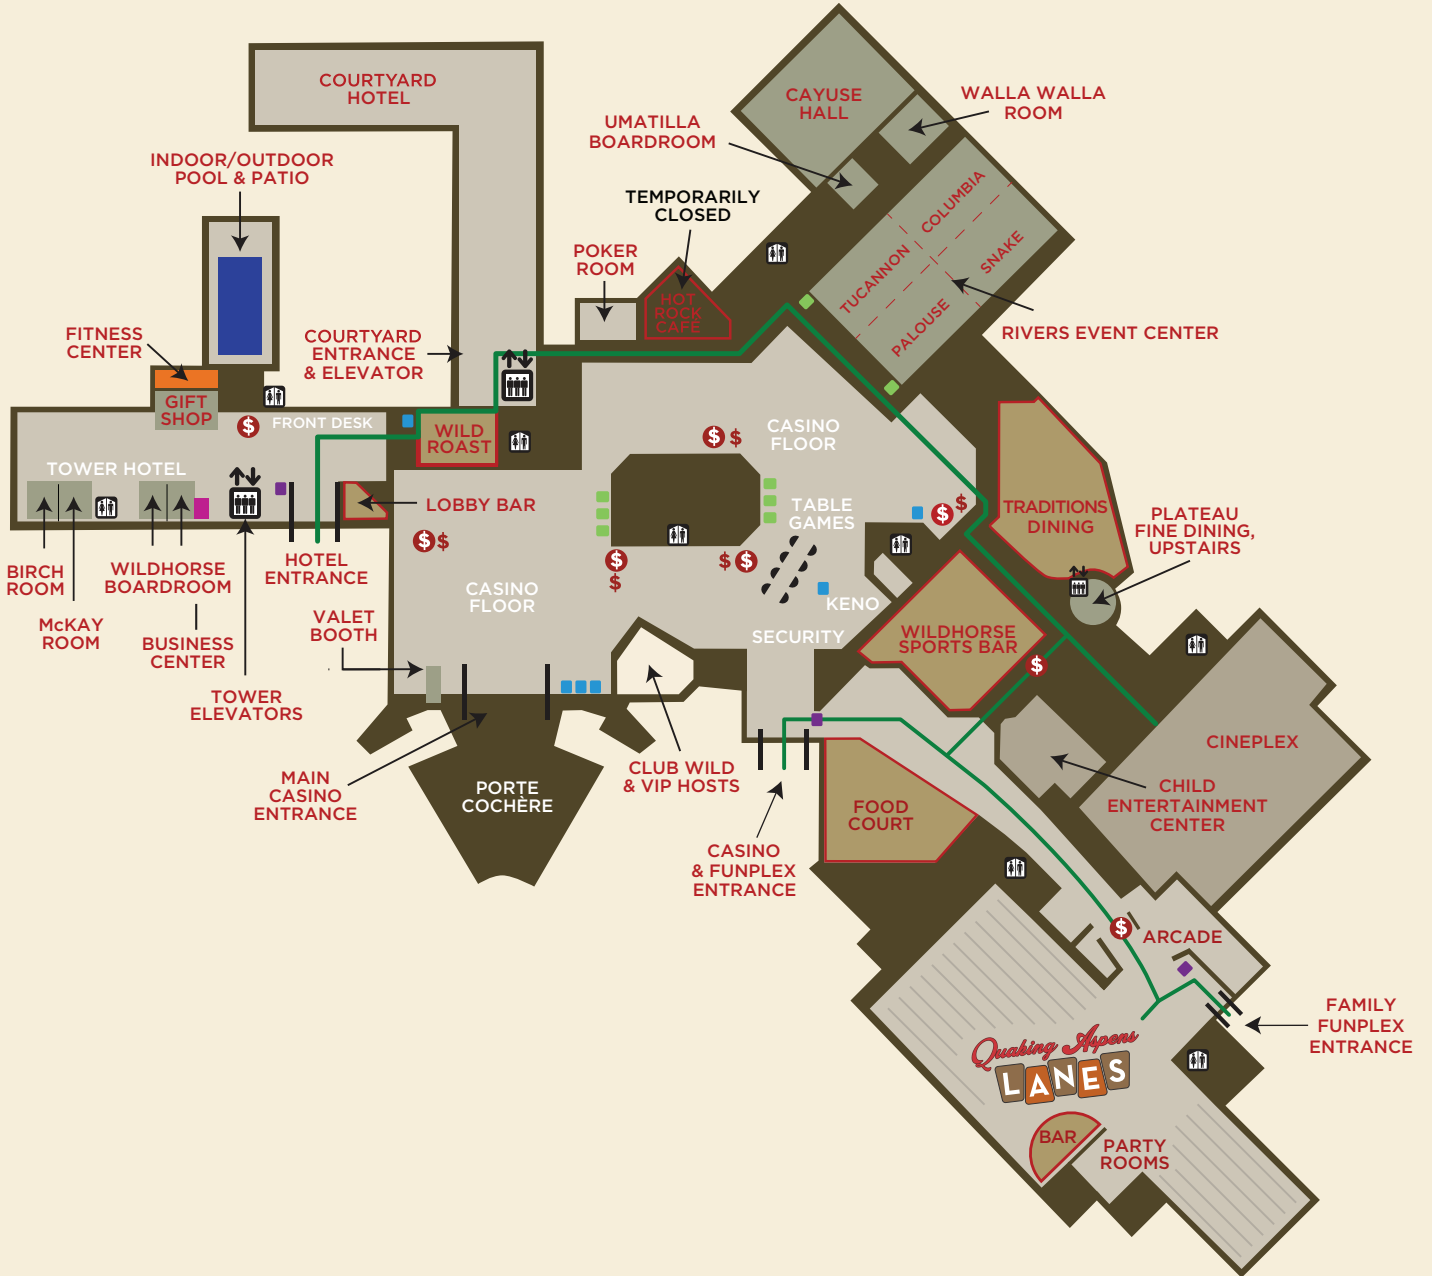 COURTYARD
HOTEL
CAYUSE
HALL
WALLA WALLA
ROOM
UMATILLA
BOARDROOM
INDOOR/OUTDOOR
POOL & PATIO
TEMPORARILY
CLOSED
COLUMBIA
SNAKE
TUCANNON
PALOUSE
RIVERS EVENT CENTER
POKER
ROOM
HOT
ROCK
CAFÉ
FITNESS
CENTER
COURTYARD
ENTRANCE
& ELEVATOR
GIFT
SHOP
$
FRONT DESK
WILD
ROAST
$ $
CASINO
FLOOR
TOWER HOTEL
LOBBY BAR
TABLE
GAMES
$ $
TRADITIONS
DINING
PLATEAU
FINE DINING,
UPSTAIRS
$ $
$
$
$ $
HOTEL
ENTRANCE
BIRCH
ROOM
WILDHORSE
BOARDROOM
CASINO
FLOOR
KENO
McKAY
ROOM
BUSINESS
CENTER
VALET
BOOTH
SECURITY
WILDHORSE
SPORTS BAR
$
TOWER
ELEVATORS
CINEPLEX
MAIN
CASINO
ENTRANCE
PORTE
COCHÈRE
CLUB WILD
& VIP HOSTS
CHILD
ENTERTAINMENT
CENTER
FOOD
COURT
CASINO
& FUNPLEX
ENTRANCE
$
ARCADE
FAMILY
FUNPLEX
ENTRANCE
Quaking Aspens
LANES
BAR
PARTY
ROOMS